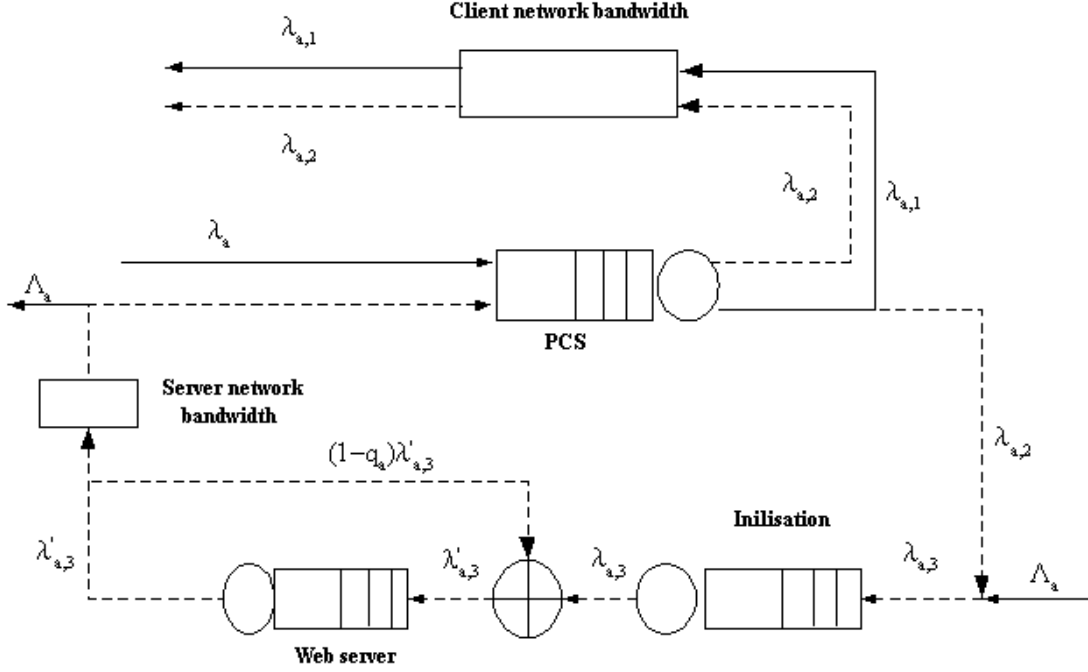 Client network bandwidth
λa,1
λa,2
λa,2
λa,1
λa
Λa
PCS
Server network
bandwidth
(1−qa)λ'a,3
λa,2
Inilisation
λ'a,3
λ'a,3
λa,3
λa,3
Λa
Web server